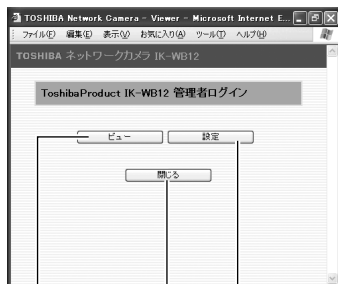 TOSHIBA Network Camera - Viewer - Microsoft Internet E...
ファイル(F) 編集(E) 表示(V) お気に入り(A) ツール(T) ヘルプ(H)
TOSHIBA ネットワークカメラ IK-WB12
ToshibaProduct IK-WB12 管理者ログイン
ビュー 設定
閉じる